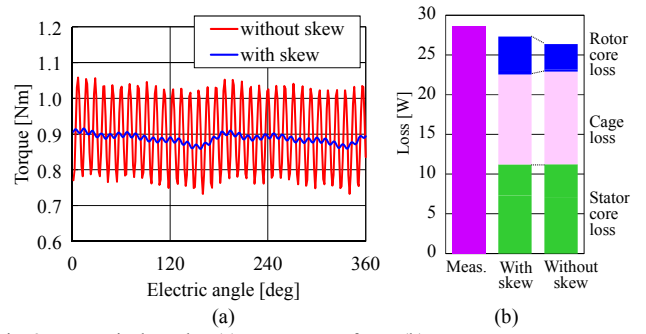 without skew
with skew
Torque [Nm]
1.2
1.1
1.0
0.9
0.8
0.7
0.6
0
120
240
360
Electric angle [deg]
(a)
Loss [W]
30
25
20
15
10
5
0
Meas.
With
skew
Without
skew
Rotor
core
loss
Cage
loss
Stator
core
loss
(b)